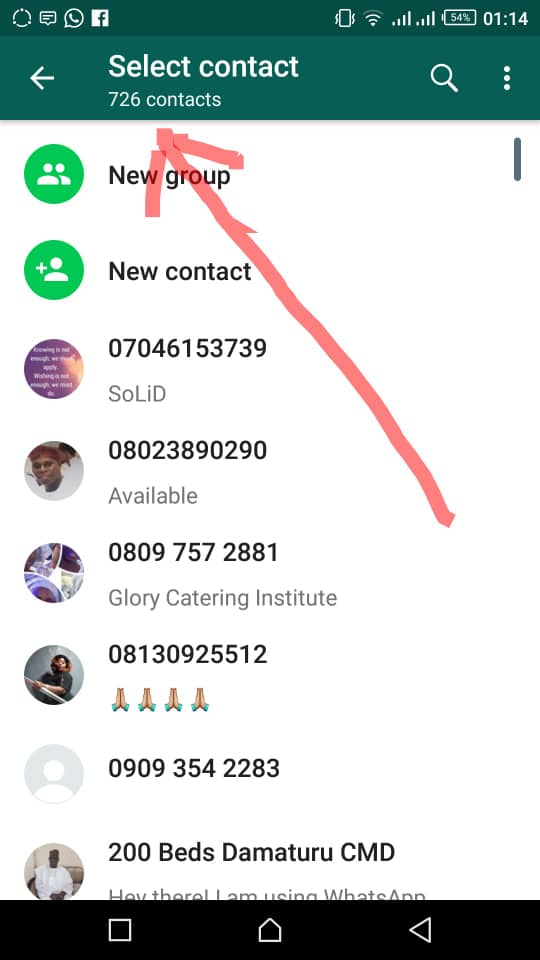 54% 01:14
Select contact
726 contacts
New group
New contact
Knowing is not
enough; we must
apply.
Wishing is not
enough; we must
do.
07046153739
SoLiD
08023890290
Available
0809 757 2881
Glory Catering Institute
08130925512
🙏🏼🙏🏼🙏🏼🙏🏼
0909 354 2283
200 Beds Damaturu CMD
Hey there! I am using WhatsApp